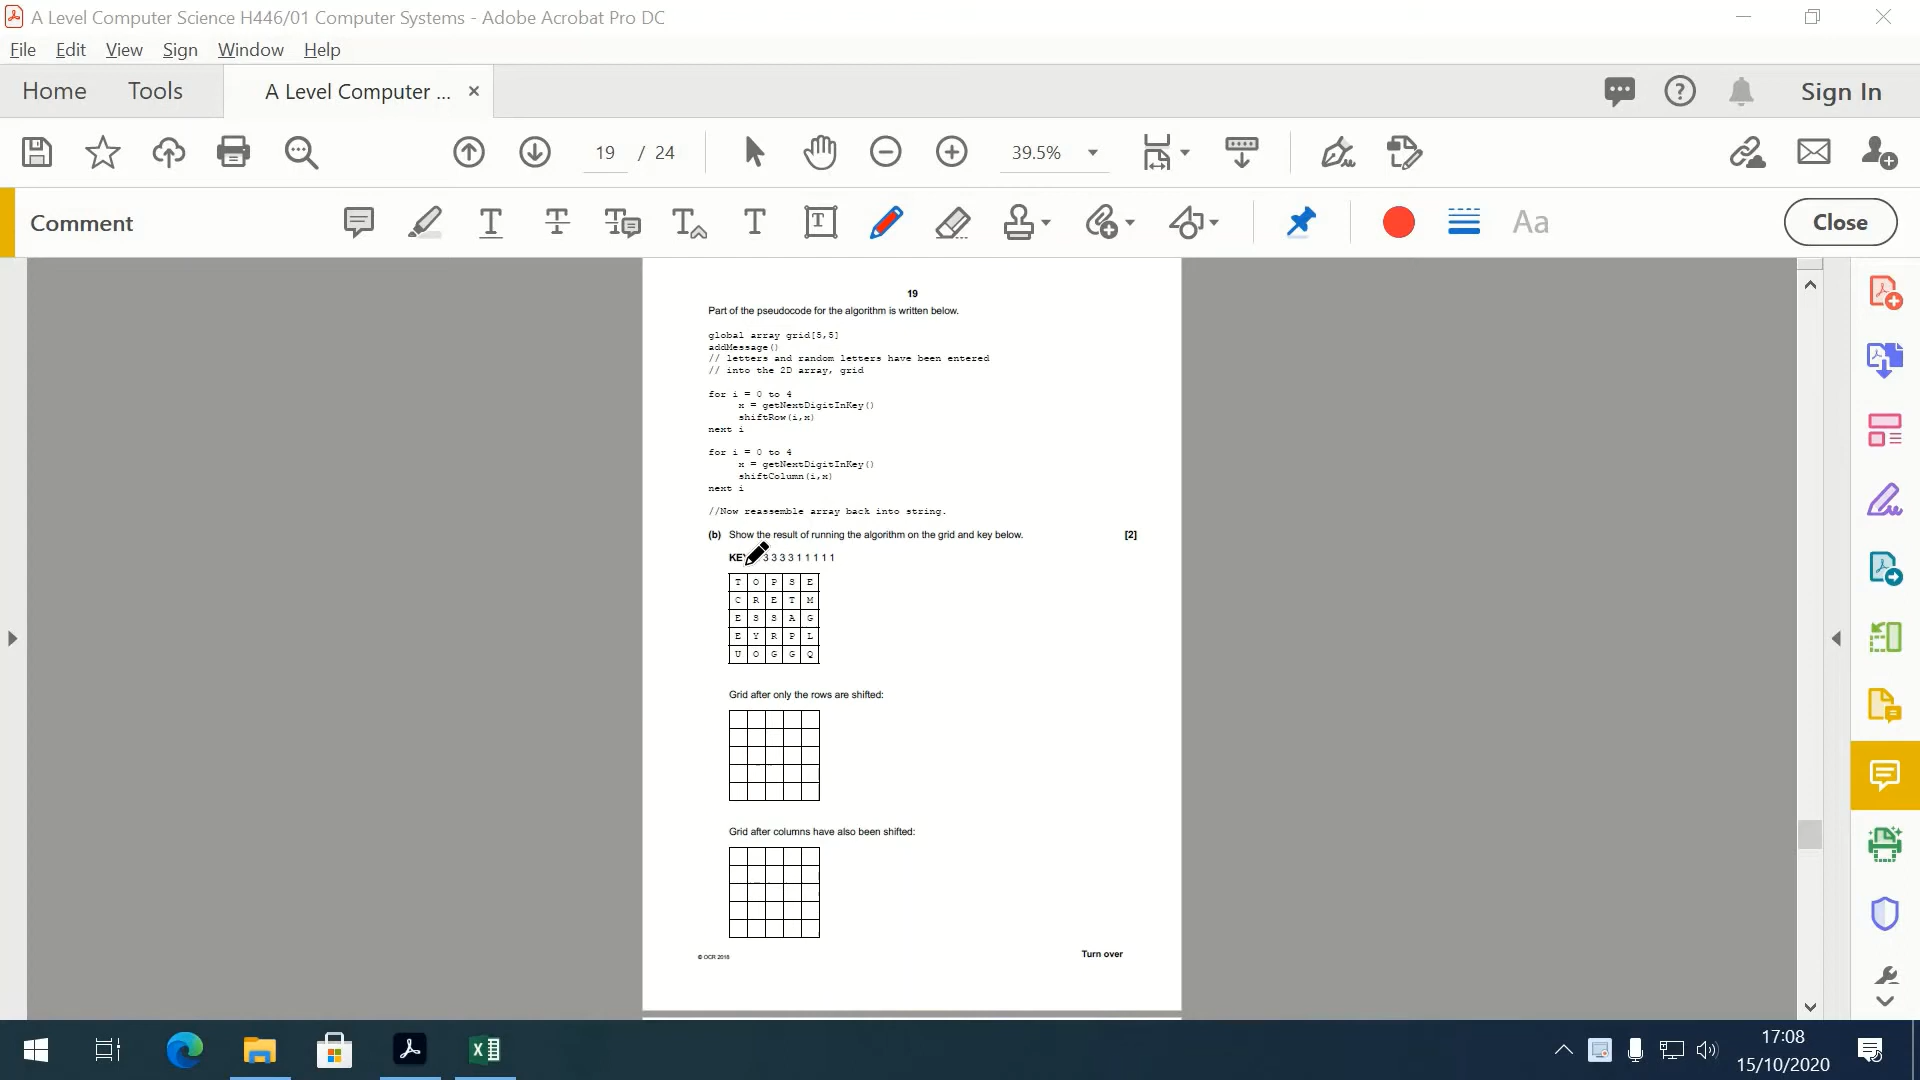 A Level Computer Science H446/01 Computer Systems - Adobe Acrobat Pro DC
File Edit View Sign Window Help
Home Tools A Level Computer ... × Sign In
19 / 24 39.5%
Comment Aa Close
19
Part of the pseudocode for the algorithm is written below.
global array grid[5,5]
addMessage()
// letters and random letters have been entered
// into the 2D array, grid
for i = 0 to 4
x = getNextDigitInKey()
shiftRow(i,x)
next i
for i = 0 to 4
x = getNextDigitInKey()
shiftColumn(i,x)
next i
//Now reassemble array back into string.
(b) Show the result of running the algorithm on the grid and key below. [2]
3 3 3 3 1 1 1 1 1
T O P S E
C R E T M
E S S A G
E Y R P L
U O G G Q
Grid after only the rows are shifted:
Grid after columns have also been shifted:
© OCR 2018 Turn over
17:08
15/10/2020